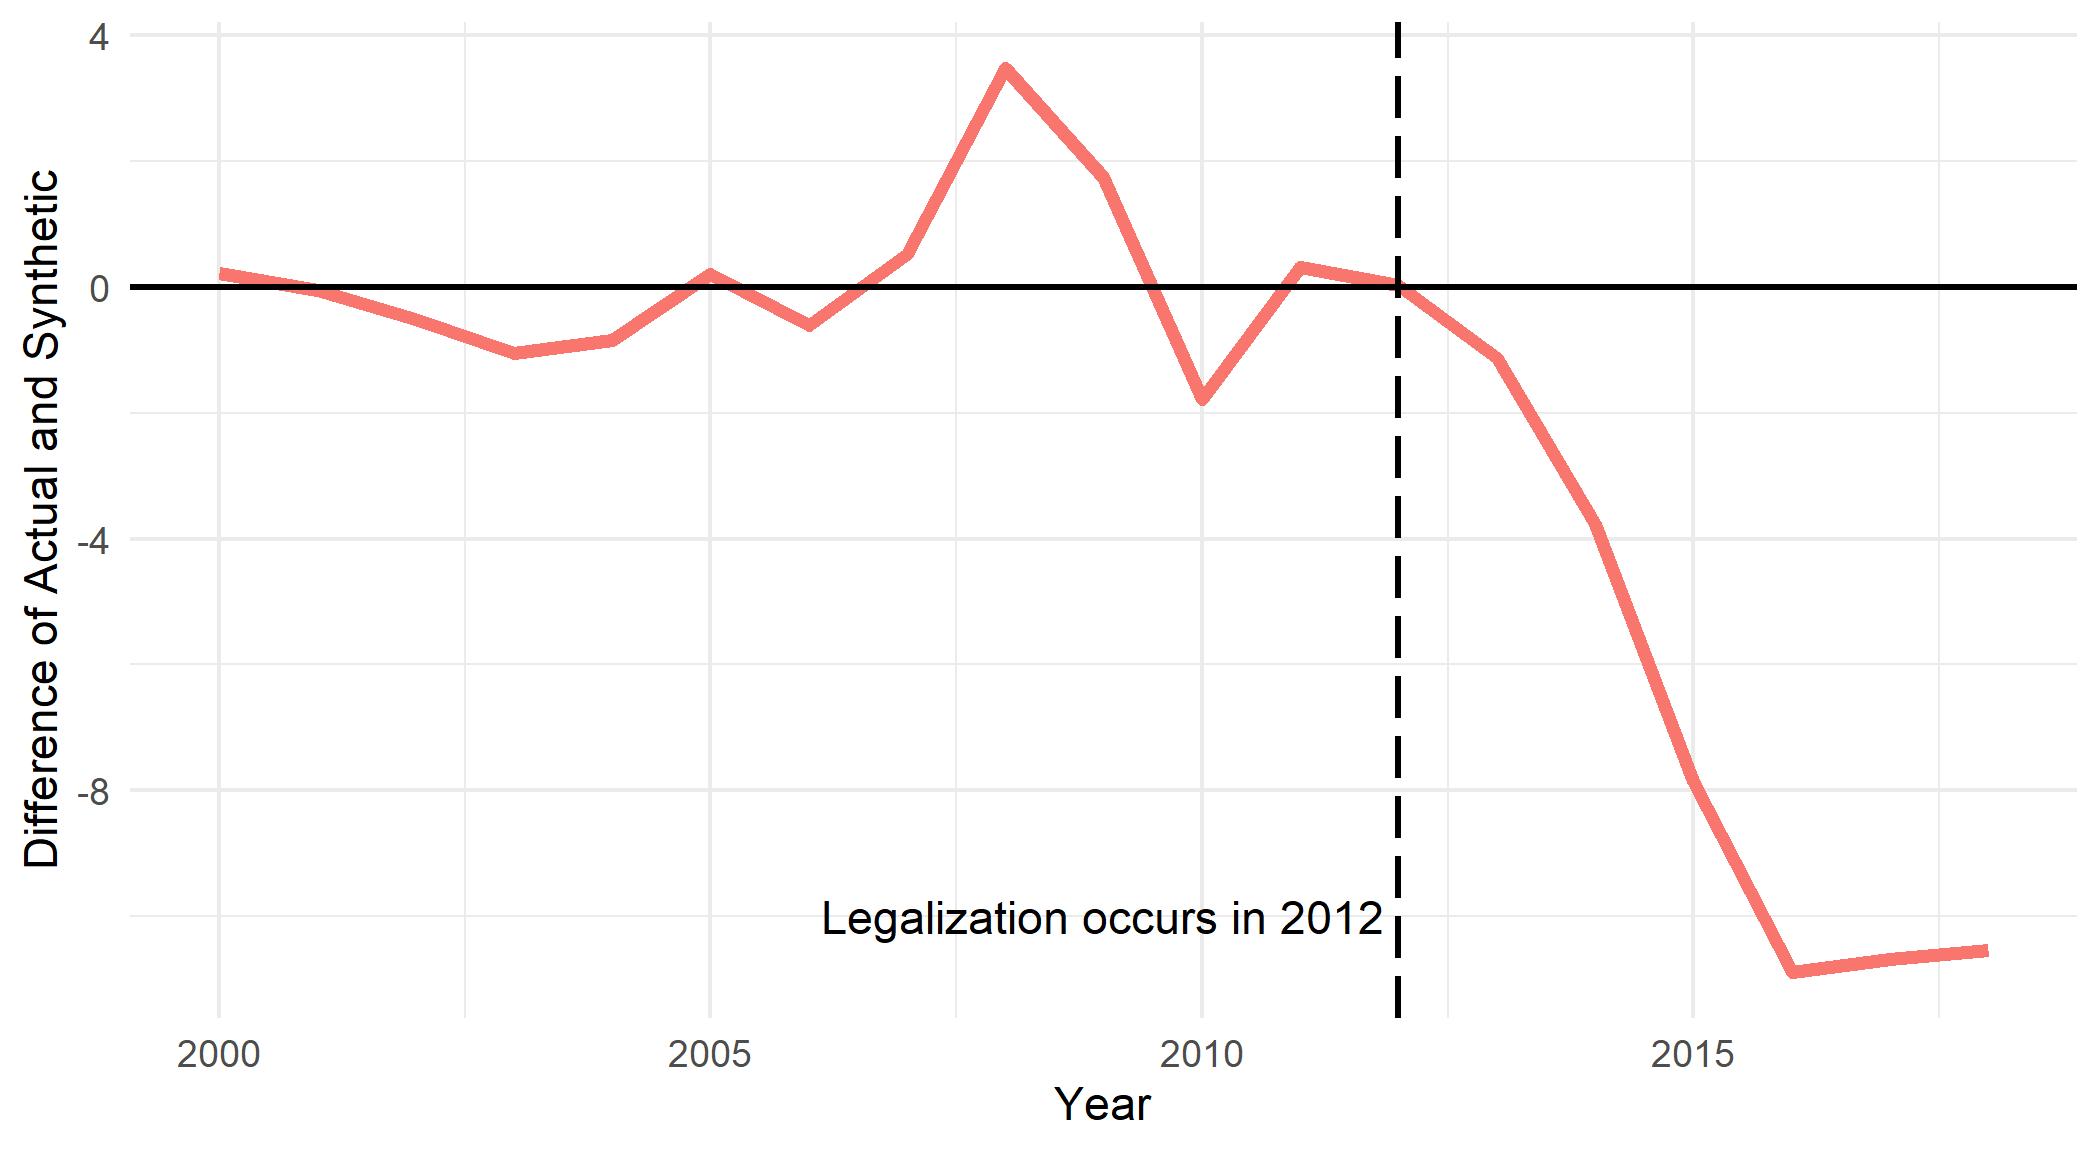 Difference of Actual and Synthetic
4
0
-4
-8
Legalization occurs in 2012
2000 2005 2010 2015
Year